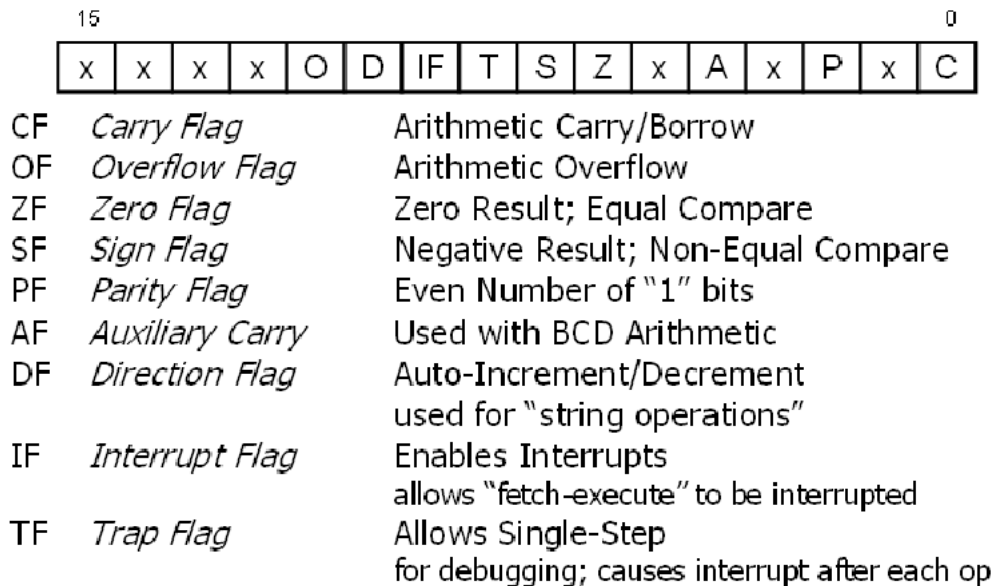 15 0
x x x x O D IF T S Z x A x P x C
CF Carry Flag Arithmetic Carry/Borrow
OF Overflow Flag Arithmetic Overflow
ZF Zero Flag Zero Result; Equal Compare
SF Sign Flag Negative Result; Non-Equal Compare
PF Parity Flag Even Number of “1” bits
AF Auxiliary Carry Used with BCD Arithmetic
DF Direction Flag Auto-Increment/Decrement
used for “string operations”
IF Interrupt Flag Enables Interrupts
allows “fetch-execute” to be interrupted
TF Trap Flag Allows Single-Step
for debugging; causes interrupt after each op